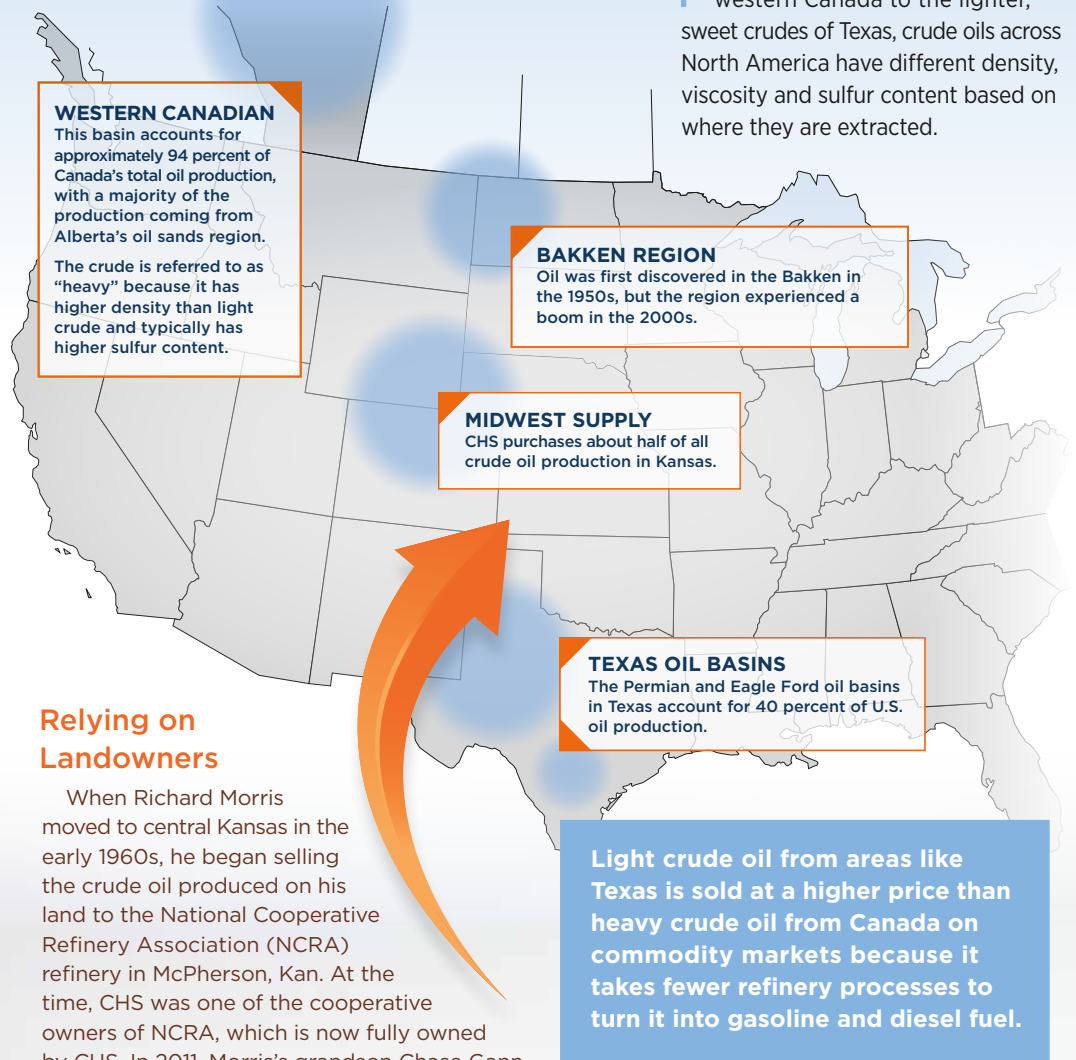 western Canada to the lighter,
sweet crudes of Texas, crude oils across
North America have different density,
viscosity and sulfur content based on
where they are extracted.
WESTERN CANADIAN
This basin accounts for
approximately 94 percent of
Canada's total oil production,
with a majority of the
production coming from
Alberta's oil sands region.
The crude is referred to as
“heavy” because it has
higher density than light
crude and typically has
higher sulfur content.
BAKKEN REGION
Oil was first discovered in the Bakken in
the 1950s, but the region experienced a
boom in the 2000s.
MIDWEST SUPPLY
CHS purchases about half of all
crude oil production in Kansas.
TEXAS OIL BASINS
The Permian and Eagle Ford oil basins
in Texas account for 40 percent of U.S.
oil production.
Relying on
Landowners
When Richard Morris
moved to central Kansas in the
early 1960s, he began selling
the crude oil produced on his
land to the National Cooperative
Refinery Association (NCRA)
refinery in McPherson, Kan. At the
time, CHS was one of the cooperative
owners of NCRA, which is now fully owned
by CHS. In 2011, Morris's grandson Chase Gann
Light crude oil from areas like
Texas is sold at a higher price than
heavy crude oil from Canada on
commodity markets because it
takes fewer refinery processes to
turn it into gasoline and diesel fuel.